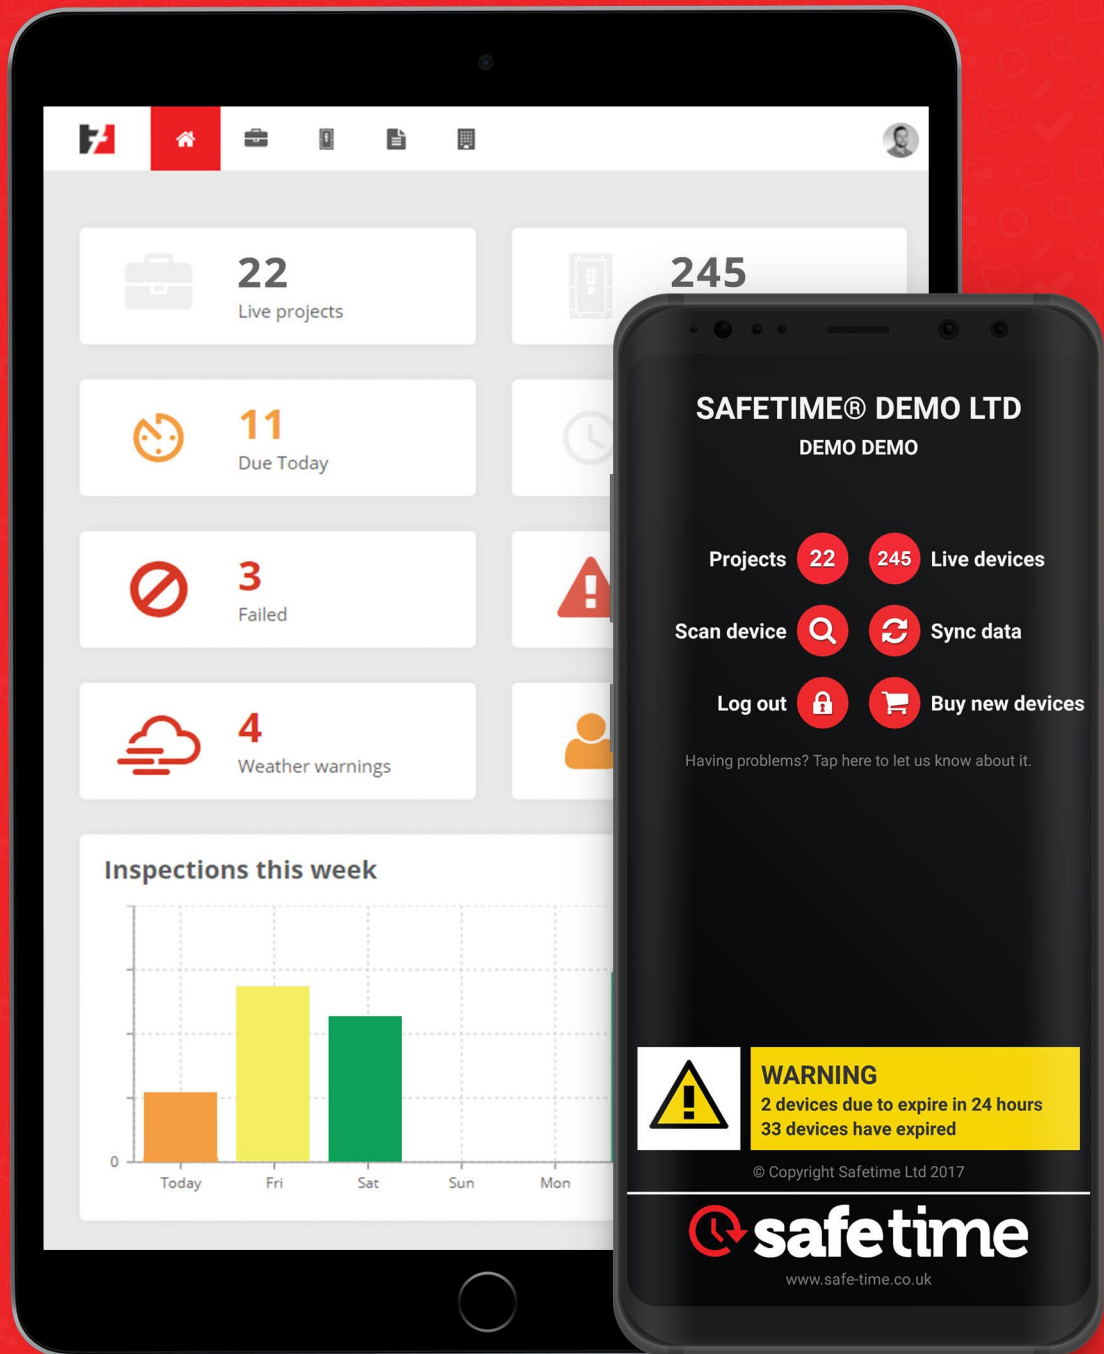 22
Live projects
245
11
Due Today
3
Failed
4
Weather warnings
Inspections this week
0
Today Fri Sat Sun Mon
SAFETIME® DEMO LTD
DEMO DEMO
Projects 22 245 Live devices
Scan device Sync data
Log out Buy new devices
Having problems? Tap here to let us know about it.
WARNING
2 devices due to expire in 24 hours
33 devices have expired
© Copyright Safetime Ltd 2017
safetime
www.safe-time.co.uk